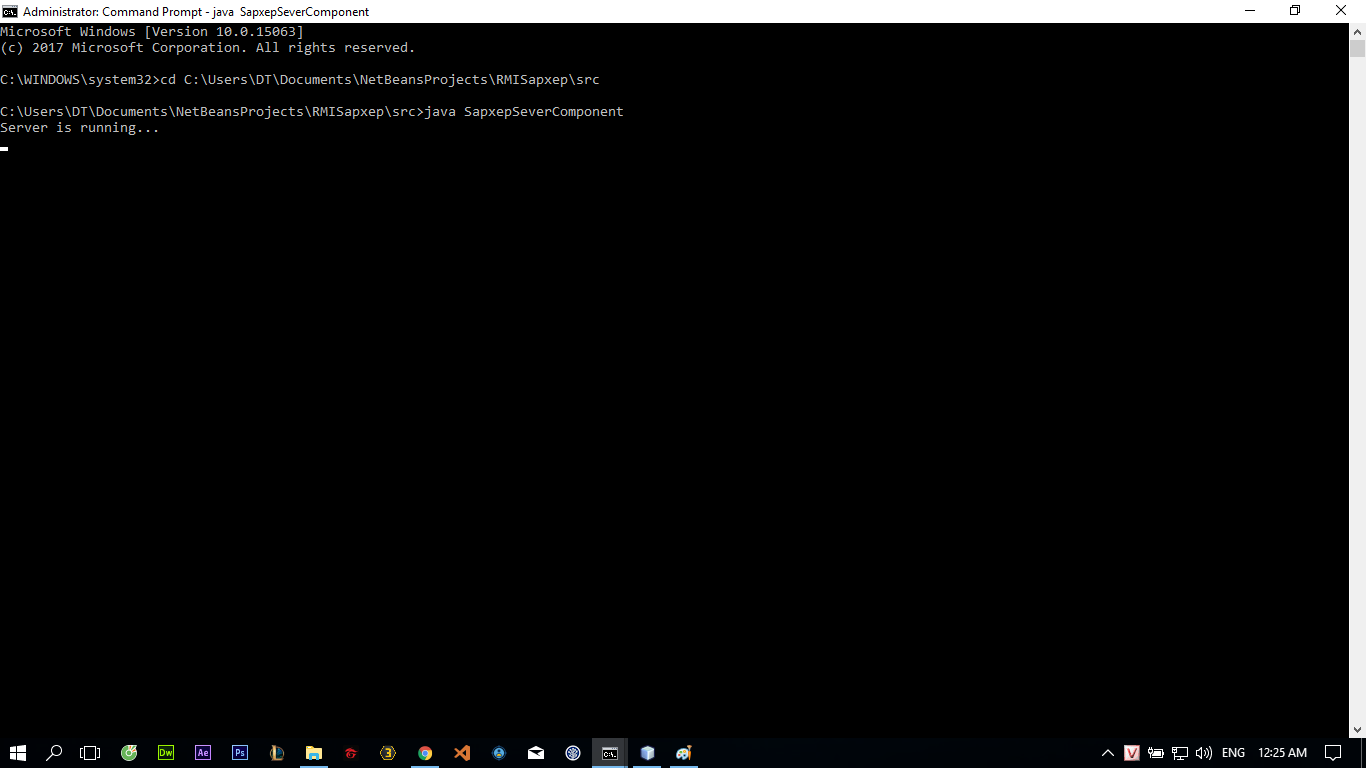 Administrator: Command Prompt - java  SapxepSeverComponent
Microsoft Windows [Version 10.0.15063]
(c) 2017 Microsoft Corporation. All rights reserved.
C:\WINDOWS\system32>cd C:\Users\DT\Documents\NetBeansProjects\RMISapxep\src
C:\Users\DT\Documents\NetBeansProjects\RMISapxep\src>java SapxepSeverComponent
Server is running...
Dw Ae Ps 3 C:\. V ENG 12:25 AM